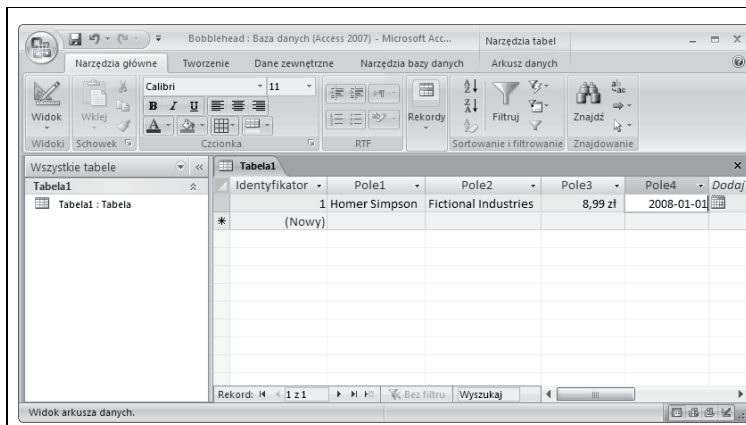 Bobblehead : Baza danych (Access 2007) - Microsoft Acc...
Narzędzia tabel
Narzędzia główne Tworzenie Dane zewnętrzne Narzędzia bazy danych Arkusz danych
Widok
Wklej
Calibri 11
B I U
A
Rekordy
Filtruj
Znajdź
Widoki Schowek Czcionka RTF Sortowanie i filtrowanie Znajdowanie
Wszystkie tabele
Tabela1
Tabela1 : Tabela
Tabela1
Identyfikator Pole1 Pole2 Pole3 Pole4 Dodaj
1 Homer Simpson Fictional Industries 8,99 zł 2008-01-01
(Nowy)
Rekord: 1 z 1 Bez filtru Wyszukaj
Widok arkusza danych.